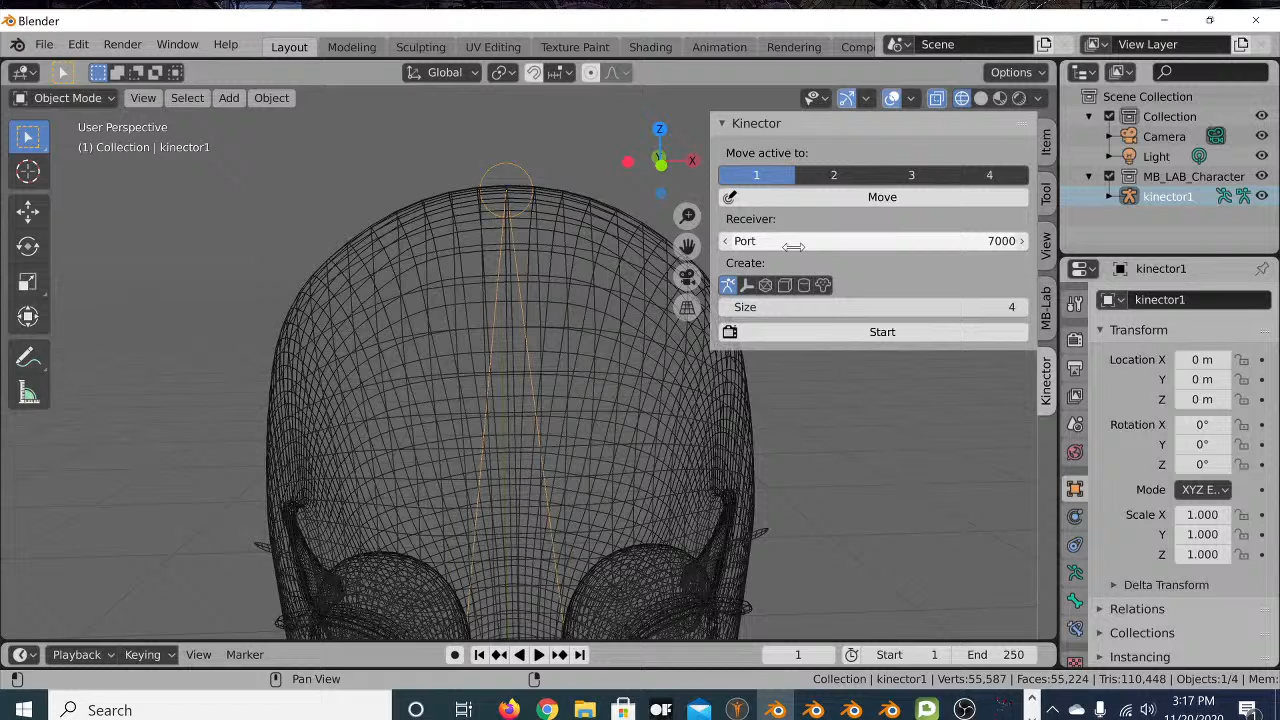 Blender
File Edit Render Window Help
Layout Modeling Sculpting UV Editing Texture Paint Shading Animation Rendering Comp
Scene
View Layer
Global
Options
Object Mode View Select Add Object
User Perspective
(1) Collection | kinector1
Z
X
Y
Kinector
Move active to:
1 2 3 4
Move
Receiver:
Port 7000
Create:
Size 4
Start
Item
Tool
View
MB-Lab
Kinector
Scene Collection
Collection
Camera
Light
MB_LAB_Character
kinector1
kinector1
kinector1
Transform
Location X 0 m
Y 0 m
Z 0 m
Rotation X 0°
Y 0°
Z 0°
Mode XYZ E..
Scale X 1.000
Y 1.000
Z 1.000
Delta Transform
Relations
Collections
Instancing
Playback Keying View Marker
1
Start 1 End 250
Pan View
Collection | kinector1 | Verts:55,587 | Faces:55,224 | Tris:110,448 | Objects:1/4 | Mem:
Search
3:17 PM
11/20/2020